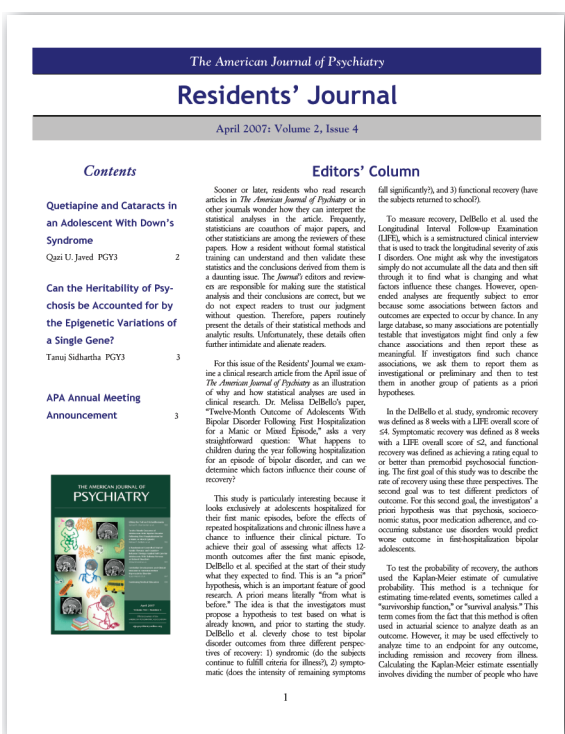 The American Journal of Psychiatry
Residents' Journal
April 2007: Volume 2, Issue 4
Contents
Quetiapine and Cataracts in
an Adolescent With Down's
Syndrome
Qazi U. Javed PGY3 2
Can the Heritability of Psy-
chosis be Accounted for by
the Epigenetic Variations of
a Single Gene?
Tanuj Sidhartha PGY3 3
APA Annual Meeting
Announcement 3
THE AMERICAN JOURNAL OF
PSYCHIATRY
Editors' Column
Sooner or later, residents who read research
articles in The American Journal of Psychiatry or in
other journals wonder how they can interpret the
statistical analyses in the article. Frequently,
statisticians are coauthors of major papers, and
other statisticians are among the reviewers of these
papers. How a resident without formal statistical
training can understand and then validate these
statistics and the conclusions derived from them is
a daunting issue. The Journal's editors and review-
ers are responsible for making sure the statistical
analysis and their conclusions are correct, but we
do not expect readers to trust our judgment
without question. Therefore, papers routinely
present the details of their statistical methods and
analytic results. Unfortunately, these details often
further intimidate and alienate readers.
For this issue of the Residents' Journal we exam-
ine a clinical research article from the April issue of
The American Journal of Psychiatry as an illustration
of why and how statistical analyses are used in
clinical research. Dr. Melissa DelBello's paper,
"Twelve-Month Outcome of Adolescents With
Bipolar Disorder Following First Hospitalization
for a Manic or Mixed Episode," asks a very
straightforward question: What happens to
children during the year following hospitalization
for an episode of bipolar disorder, and can we
determine which factors influence their course of
recovery?
This study is particularly interesting because it
looks exclusively at adolescents hospitalized for
their first manic episodes, before the effects of
repeated hospitalizations and chronic illness have a
chance to influence their clinical picture. To
achieve their goal of assessing what affects 12-
month outcomes after the first manic episode,
DelBello et al. specified at the start of their study
what they expected to find. This is an "a priori"
hypothesis, which is an important feature of good
research. A priori means literally "from what is
before." The idea is that the investigators must
propose a hypothesis to test based on what is
already known, and prior to starting the study.
DelBello et al. cleverly chose to test bipolar
disorder outcomes from three different perspec-
tives of recovery: 1) syndromic (do the subjects
continue to fulfill criteria for illness?), 2) sympto-
matic (does the intensity of remaining symptoms
fall significantly?), and 3) functional recovery (have
the subjects returned to school?).
To measure recovery, DelBello et al. used the
Longitudinal Interval Follow-up Examination
(LIFE), which is a semistructured clinical interview
that is used to track the longitudinal severity of axis
I disorders. One might ask why the investigators
simply do not accumulate all the data and then sift
through it to find what is changing and what
factors influence these changes. However, open-
ended analyses are frequently subject to error
because some associations between factors and
outcomes are expected to occur by chance. In any
large database, so many associations are potentially
testable that investigators might find only a few
chance associations and then report these as
meaningful. If investigators find such chance
associations, we ask them to report them as
investigational or preliminary and then to test
them in another group of patients as a priori
hypotheses.
In the DelBello et al. study, syndromic recovery
was defined as 8 weeks with a LIFE overall score of
≤4. Symptomatic recovery was defined as 8 weeks
with a LIFE overall score of ≤2, and functional
recovery was defined as achieving a rating equal to
or better than premorbid psychosocial function-
ing. The first goal of this study was to describe the
rate of recovery using these three perspectives. The
second goal was to test different predictors of
outcome. For this second goal, the investigators' a
priori hypothesis was that psychosis, socioeco-
nomic status, poor medication adherence, and co-
occurring substance use disorders would predict
worse outcome in first-hospitalization bipolar
adolescents.
To test the probability of recovery, the authors
used the Kaplan-Meier estimate of cumulative
probability. This method is a technique for
estimating time-related events, sometimes called a
"survivorship function," or "survival analysis." This
term comes from the fact that this method is often
used in actuarial science to analyze death as an
outcome. However, it may be used effectively to
analyze time to an endpoint for any outcome,
including remission and recovery from illness.
Calculating the Kaplan-Meier estimate essentially
involves dividing the number of people who have
1